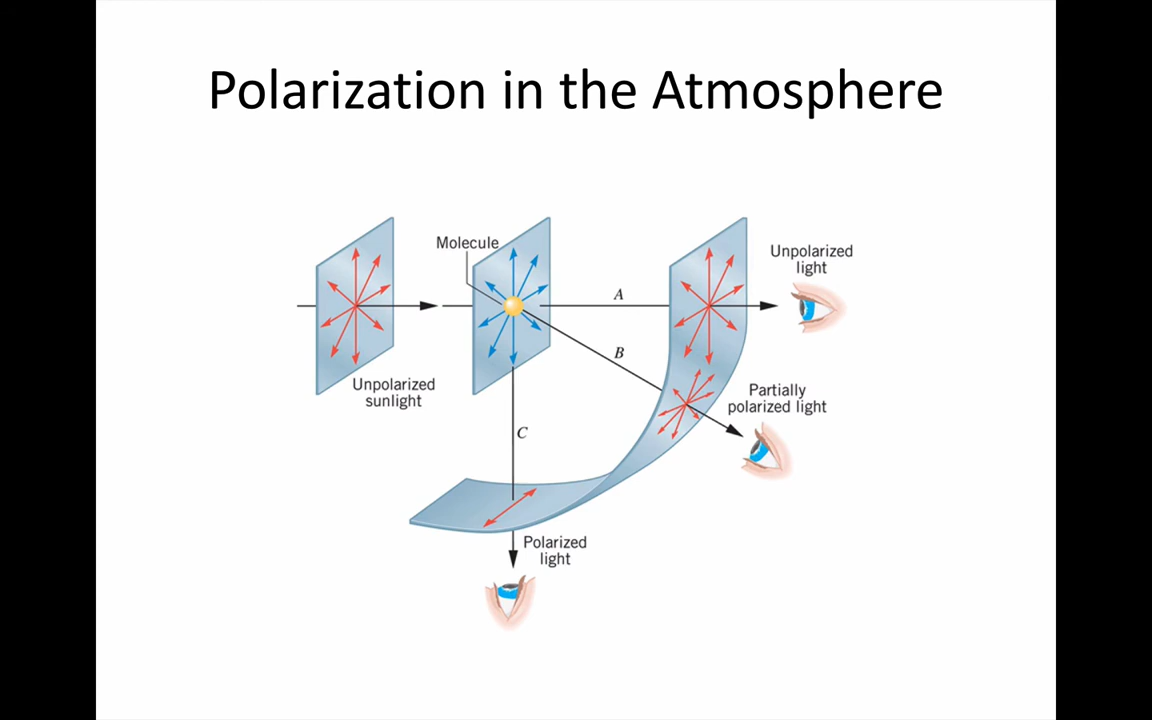 Polarization in the Atmosphere
Molecule
Unpolarized
sunlight
A
Unpolarized
light
B
Partially
polarized light
C
Polarized
light